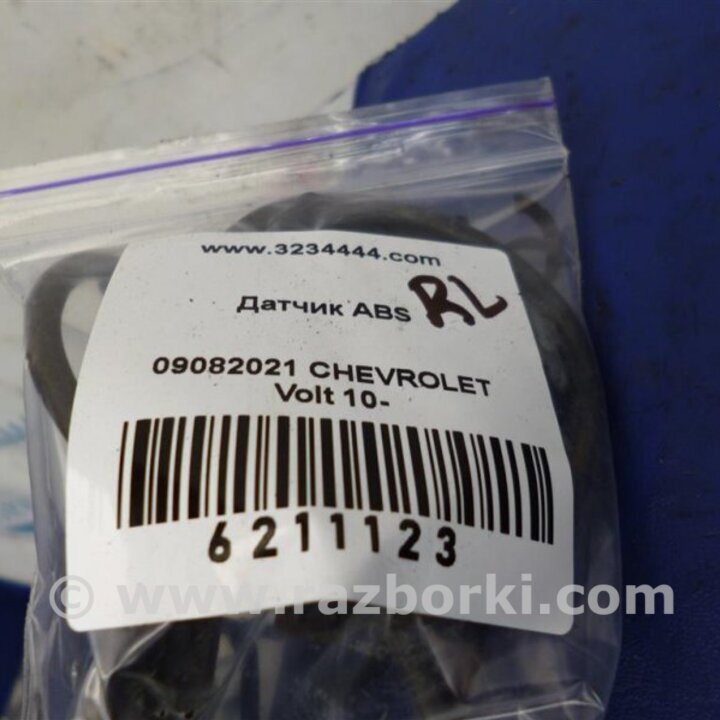 www.3234444.com
Датчик ABS RL
09082021 CHEVROLET
Volt 10-
6211123
© www.razborki.com